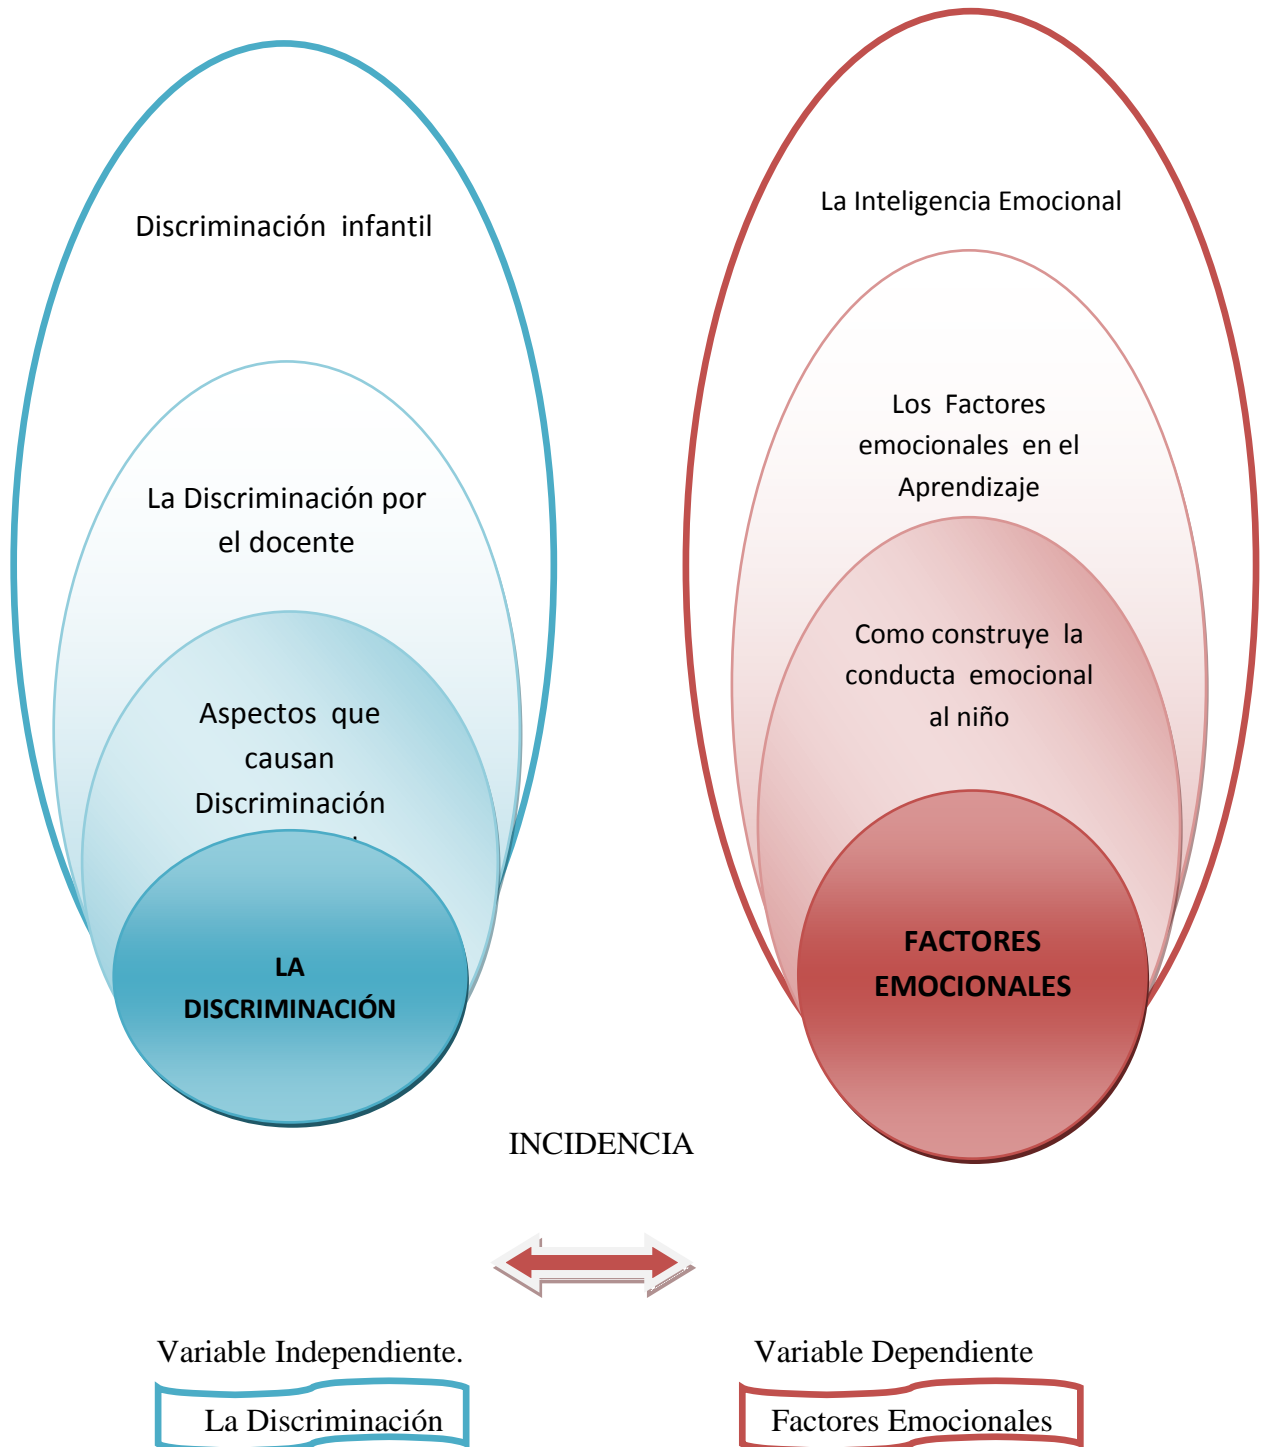 Discriminación infantil
La Discriminación por
el docente
Aspectos que
causan
Discriminación
LA
DISCRIMINACIÓN
La Inteligencia Emocional
Los Factores
emocionales en el
Aprendizaje
Como construye la
conducta emocional
al niño
FACTORES
EMOCIONALES
INCIDENCIA
Variable Independiente.
La Discriminación
Variable Dependiente
Factores Emocionales